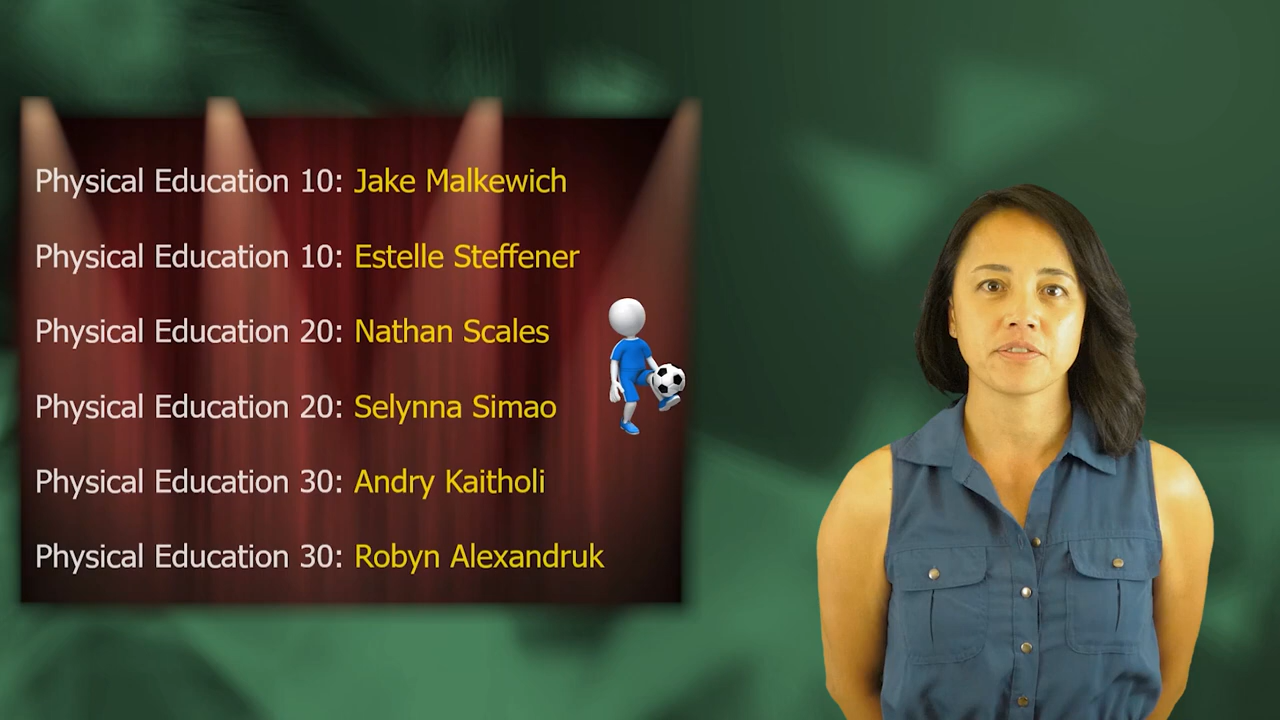 Physical Education 10: Jake Malkewich
Physical Education 10: Estelle Steffener
Physical Education 20: Nathan Scales
Physical Education 20: Selynna Simao
Physical Education 30: Andry Kaitholi
Physical Education 30: Robyn Alexandruk